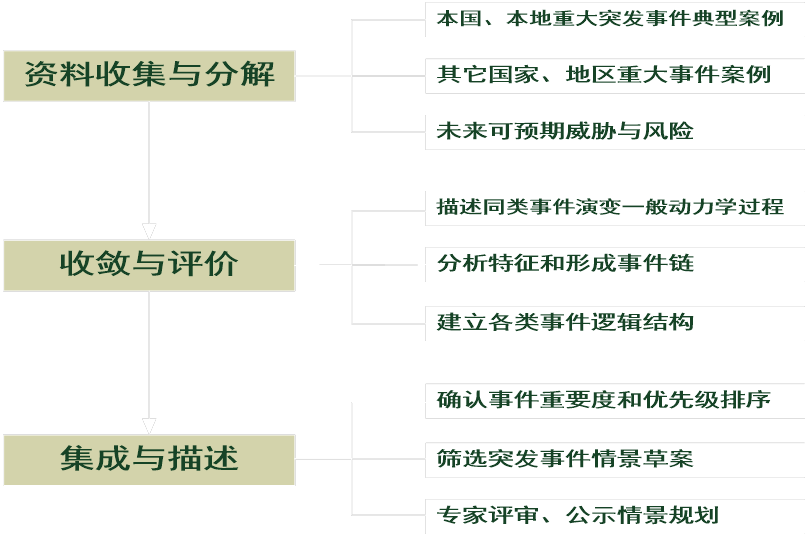 资料收集与分解
本国、本地重大突发事件典型案例
其它国家、地区重大事件案例
未来可预期威胁与风险
收敛与评价
描述同类事件演变一般动力学过程
分析特征和形成事件链
建立各类事件逻辑结构
集成与描述
确认事件重要度和优先级排序
筛选突发事件情景草案
专家评审、公示情景规划